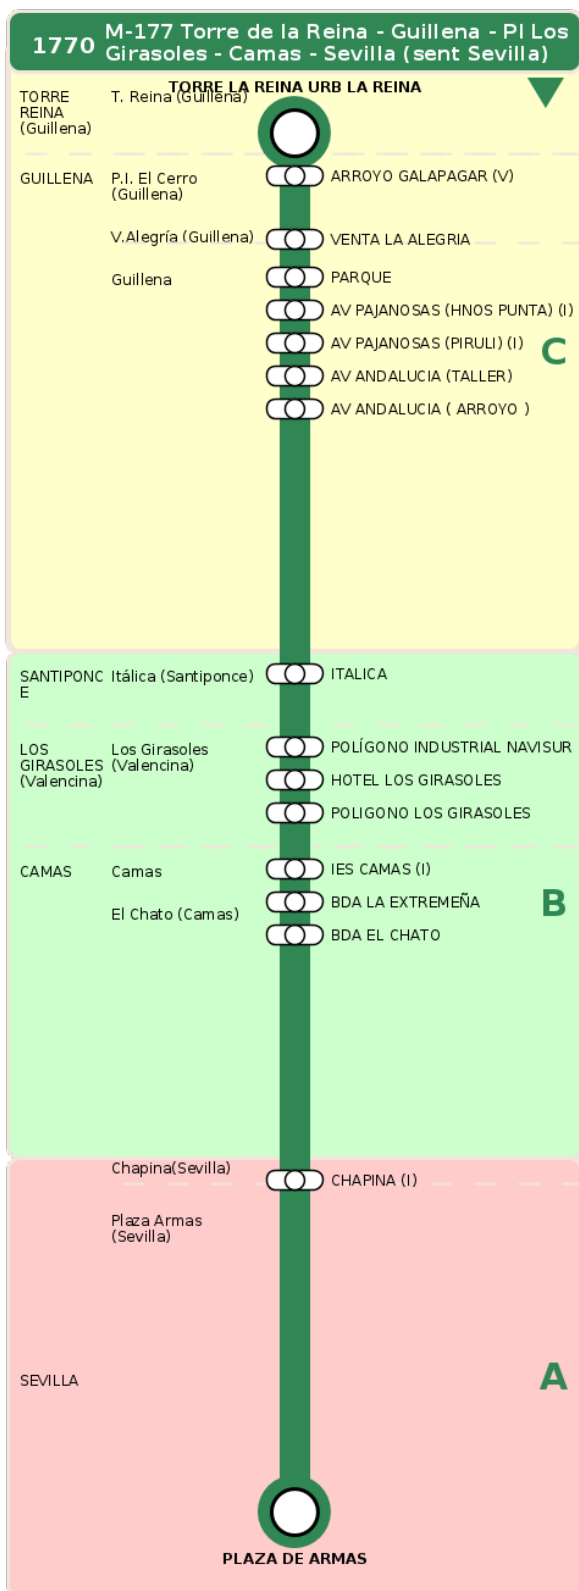 1770
M-177 Torre de la Reina - Guillena - PI Los
Girasoles - Camas - Sevilla (sent Sevilla)
TORRE LA REINA URB LA REINA
TORRE
REINA
(Guillena)
T. Reina (Guillena)
GUILLENA
P.I. El Cerro
(Guillena)
ARROYO GALAPAGAR (V)
V.Alegría (Guillena)
VENTA LA ALEGRIA
Guillena
PARQUE
AV PAJANOSAS (HNOS PUNTA) (I)
AV PAJANOSAS (PIRULI) (I)
C
AV ANDALUCIA (TALLER)
AV ANDALUCIA ( ARROYO )
SANTIPONC
E
Itálica (Santiponce)
ITALICA
LOS
GIRASOLES
(Valencina)
Los Girasoles
(Valencina)
POLÍGONO INDUSTRIAL NAVISUR
HOTEL LOS GIRASOLES
POLIGONO LOS GIRASOLES
CAMAS
Camas
IES CAMAS (I)
El Chato (Camas)
BDA LA EXTREMEÑA
B
BDA EL CHATO
Chapina(Sevilla)
CHAPINA (I)
Plaza Armas
(Sevilla)
SEVILLA
A
PLAZA DE ARMAS